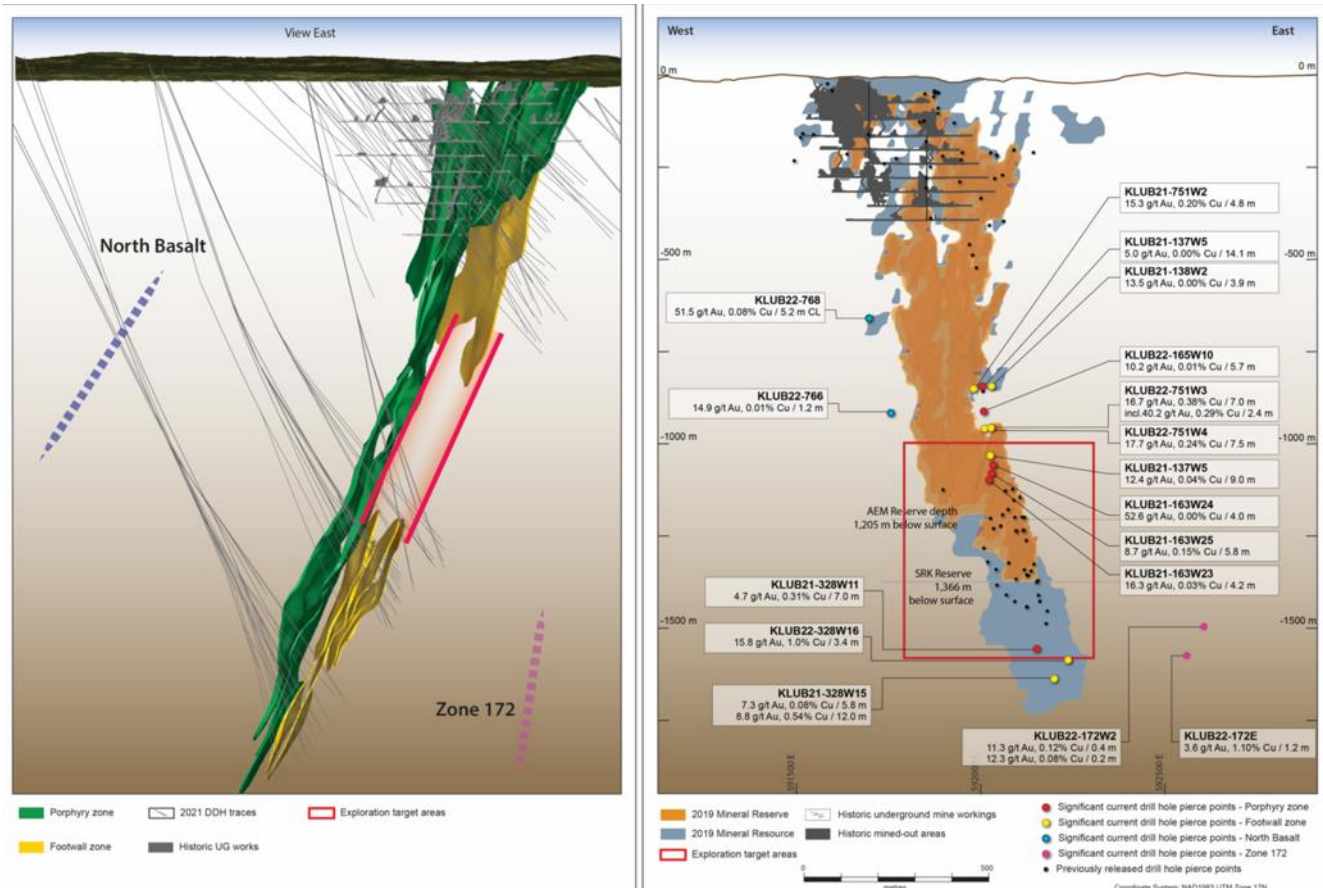 View East
North Basalt
Zone 172
Porphyry zone
2021 DDH traces
Exploration target areas
Footwall zone
Historic UG works
West
East
0 m
0 m
-500 m
-500 m
-1000 m
-1000 m
-1500 m
-1500 m
KLUB21-751W2
15.3 g/t Au, 0.20% Cu / 4.8 m
KLUB21-137W5
5.0 g/t Au, 0.00% Cu / 14.1 m
KLUB21-138W2
13.5 g/t Au, 0.00% Cu / 3.9 m
KLUB22-768
51.5 g/t Au, 0.08% Cu / 5.2 m CL
KLUB22-165W10
10.2 g/t Au, 0.01% Cu / 5.7 m
KLUB22-751W3
16.7 g/t Au, 0.38% Cu / 7.0 m
incl.40.2 g/t Au, 0.29% Cu / 2.4 m
KLUB22-766
14.9 g/t Au, 0.01% Cu / 1.2 m
KLUB22-751W4
17.7 g/t Au, 0.24% Cu / 7.5 m
KLUB21-137W5
12.4 g/t Au, 0.04% Cu / 9.0 m
AEM Reserve depth
1,205 m below surface
KLUB21-163W24
52.6 g/t Au, 0.00% Cu / 4.0 m
KLUB21-163W25
8.7 g/t Au, 0.15% Cu / 5.8 m
SRK Reserve
1,366 m
below surface
KLUB21-163W23
16.3 g/t Au, 0.03% Cu / 4.2 m
KLUB21-328W11
4.7 g/t Au, 0.31% Cu / 7.0 m
KLUB22-328W16
15.8 g/t Au, 1.0% Cu / 3.4 m
KLUB21-328W15
7.3 g/t Au, 0.08% Cu / 5.8 m
8.8 g/t Au, 0.54% Cu / 12.0 m
KLUB22-172W2
11.3 g/t Au, 0.12% Cu / 0.4 m
12.3 g/t Au, 0.08% Cu / 0.2 m
KLUB22-172E
3.6 g/t Au, 1.10% Cu / 1.2 m
591500 E
592500 E
2019 Mineral Reserve
Historic underground mine workings
2019 Mineral Resource
Historic mined-out areas
Exploration target areas
0
500
metres
Significant current drill hole pierce points - Porphyry zone
Significant current drill hole pierce points - Footwall zone
Significant current drill hole pierce points - North Basalt
Significant current drill hole pierce points - Zone 172
Previously released drill hole pierce points
Coordinate System: NAD1983 UTM Zone 17N